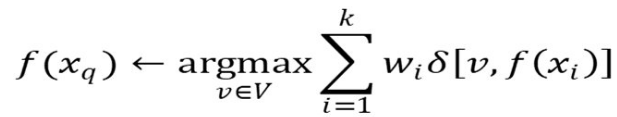 f(x_q) ← argmax_{v∈V} ∑_{i=1}^{k} w_i δ[v, f(x_i)]